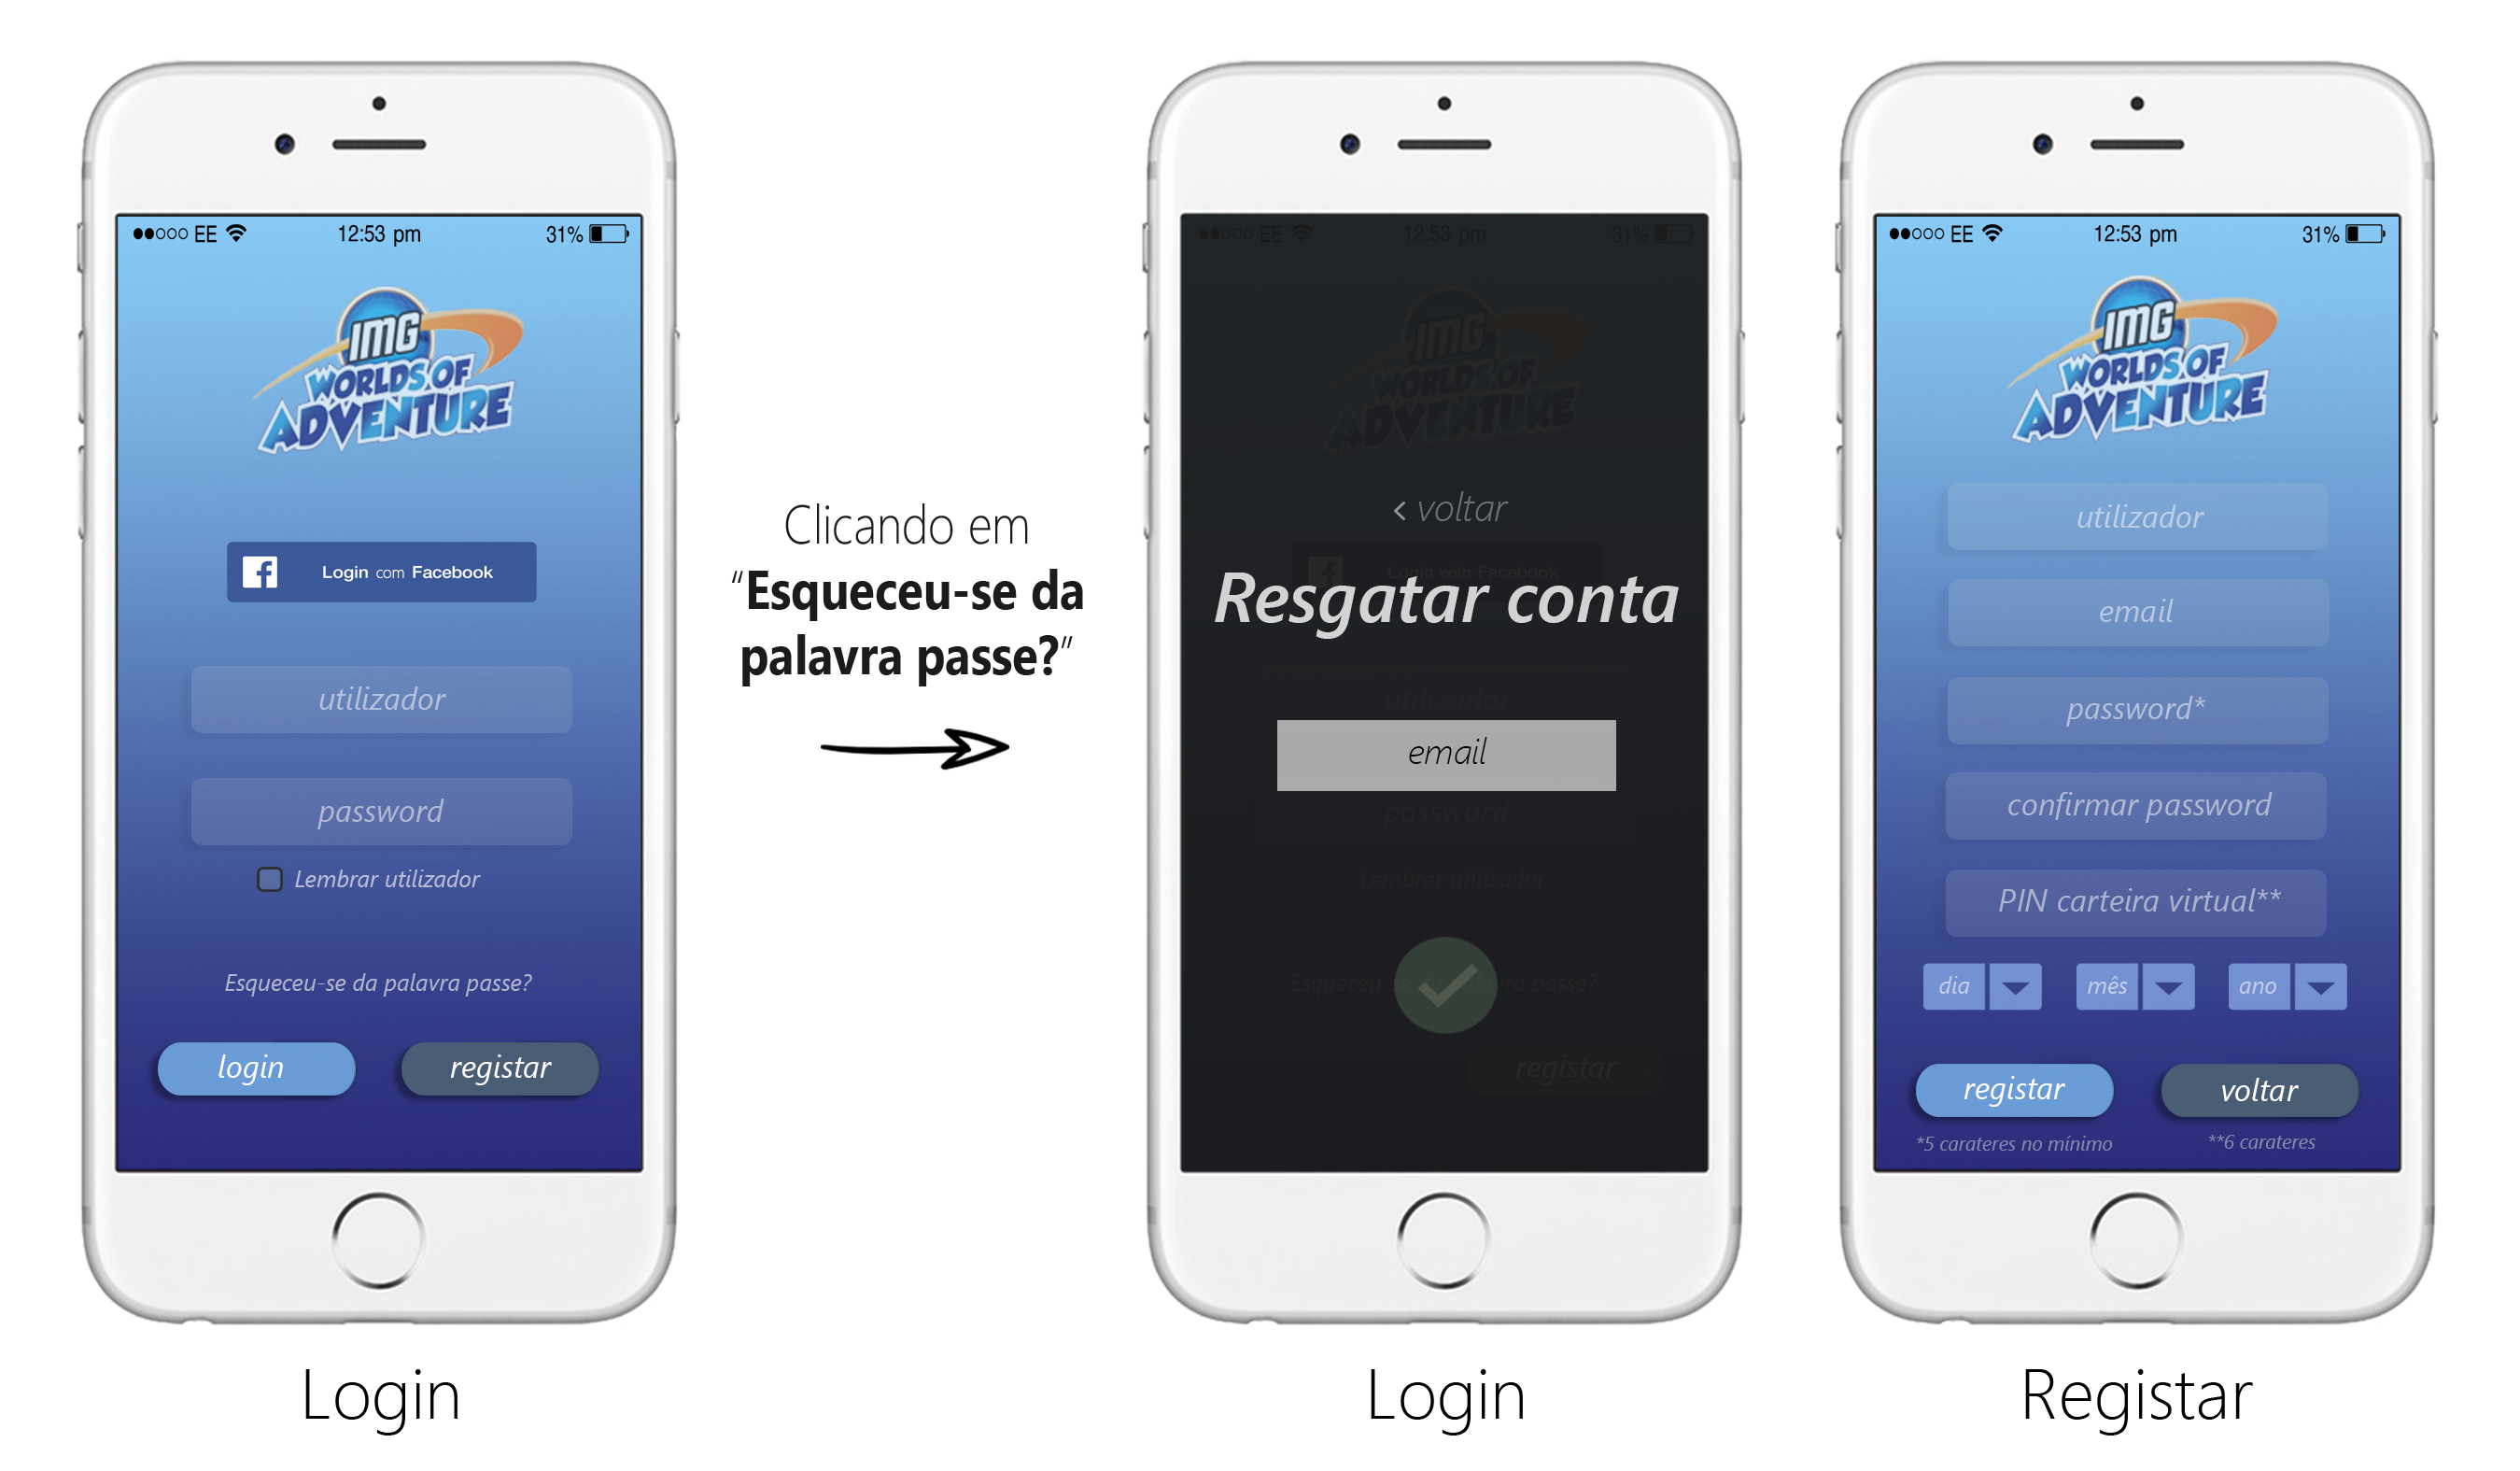 EE 12:53 pm 31%
IMG
WORLDS OF
ADVENTURE
Login com Facebook
utilizador
password
Lembrar utilizador
Esqueceu-se da palavra passe?
login registar
Login
Clicando em
“Esqueceu-se da
palavra passe?”
EE 12:53 pm 31%
IMG
WORLDS OF
ADVENTURE
< voltar
Login com Facebook
Resgatar conta
utilizador
email
password
Lembrar utilizador
Esqueceu-se da palavra passe?
registar
Login
EE 12:53 pm 31%
IMG
WORLDS OF
ADVENTURE
utilizador
email
password*
confirmar password
PIN carteira virtual**
dia mês ano
registar voltar
*5 carateres no mínimo **6 carateres
Registar